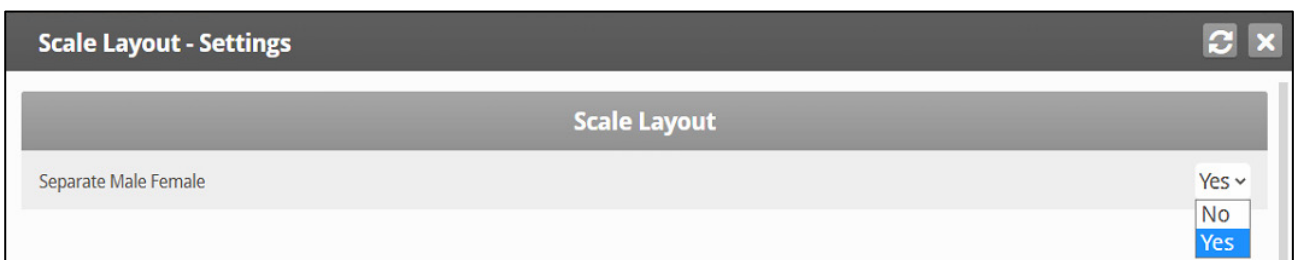 Scale Layout - Settings
Scale Layout
Separate Male Female Yes
No
Yes